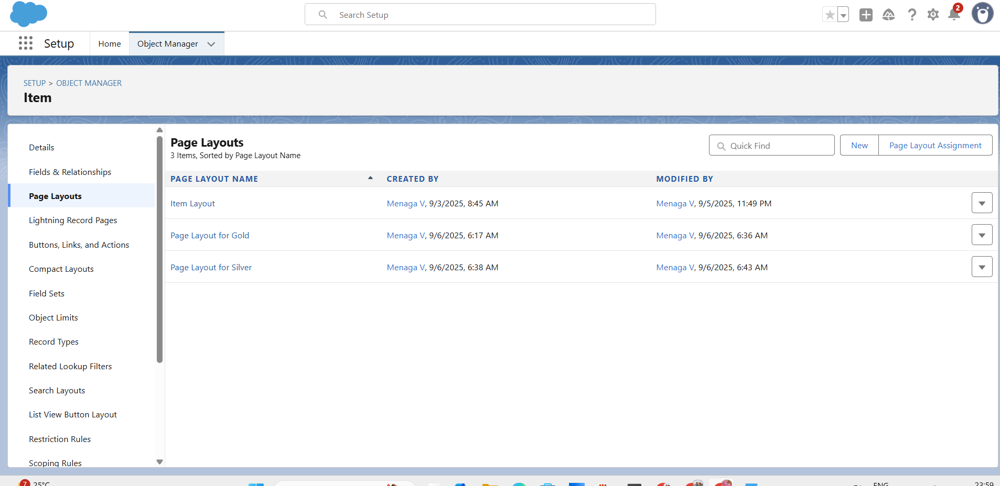 Search Setup
2
Setup
Home
Object Manager
SETUP > OBJECT MANAGER
Item
Details
Fields & Relationships
Page Layouts
Lightning Record Pages
Buttons, Links, and Actions
Compact Layouts
Field Sets
Object Limits
Record Types
Related Lookup Filters
Search Layouts
List View Button Layout
Restriction Rules
Scoping Rules
Page Layouts
3 Items, Sorted by Page Layout Name
Quick Find
New
Page Layout Assignment
PAGE LAYOUT NAME CREATED BY MODIFIED BY
Item Layout Menaga V, 9/3/2025, 8:45 AM Menaga V, 9/5/2025, 11:49 PM
Page Layout for Gold Menaga V, 9/6/2025, 6:17 AM Menaga V, 9/6/2025, 6:36 AM
Page Layout for Silver Menaga V, 9/6/2025, 6:38 AM Menaga V, 9/6/2025, 6:43 AM
7
25°C
ENG
23:59